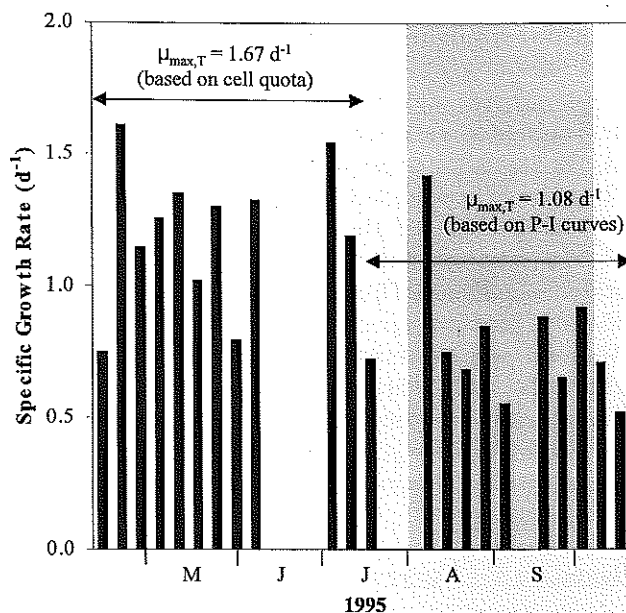 2.0
μmax,T = 1.67 d-1
(based on cell quota)
1.5
μmax,T = 1.08 d-1
(based on P-I curves)
1.0
0.5
0.0
Specific Growth Rate (d-1)
M J J A S
1995